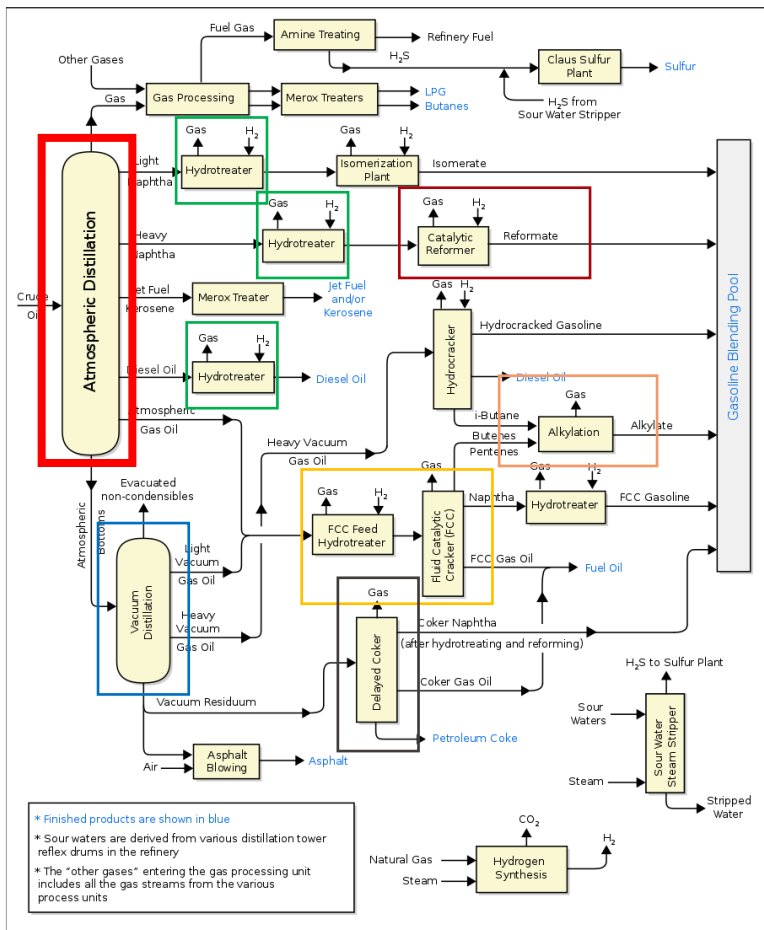 Fuel Gas
Amine Treating
Refinery Fuel
H₂S
Other Gases
Claus Sulfur
Plant
Sulfur
Gas
Gas Processing
Merox Treaters
LPG
Butanes
H₂S from
Sour Water Stripper
Light
Naphtha
Gas
H₂
Hydrotreater
Gas
H₂
Isomerization
Plant
Isomerate
Heavy
Naphtha
Gas
H₂
Hydrotreater
Gas
H₂
Catalytic
Reformer
Reformate
Crude
Oil
Atmospheric Distillation
Jet Fuel
Kerosene
Merox Treater
Jet Fuel
and/or
Kerosene
Gas
H₂
Hydrocracker
Hydrocracked Gasoline
Diesel Oil
Gasoline Blending Pool
Diesel Oil
Gas
H₂
Hydrotreater
Diesel Oil
Atmospheric
Gas Oil
i-Butane
Butenes
Pentenes
Gas
Alkylation
Alkylate
Heavy Vacuum
Gas Oil
Evacuated
non-condensibles
Atmospheric
Bottoms
Gas
H₂
FCC Feed
Hydrotreater
Gas
Fluid Catalytic
Cracker (FCC)
Naphtha
Gas
H₂
Hydrotreater
FCC Gasoline
FCC Gas Oil
Fuel Oil
Vacuum
Distillation
Light
Vacuum
Gas Oil
Heavy
Vacuum
Gas Oil
Gas
Delayed Coker
Coker Naphtha
(after hydrotreating and reforming)
Coker Gas Oil
Petroleum Coke
Vacuum Residuum
Air
Asphalt
Blowing
Asphalt
H₂S to Sulfur Plant
Sour
Waters
Sour Water
Steam Stripper
Steam
Stripped
Water
* Finished products are shown in blue
* Sour waters are derived from various distillation tower
reflex drums in the refinery
* The "other gases" entering the gas processing unit
includes all the gas streams from the various
process units
CO₂
H₂
Natural Gas
Steam
Hydrogen
Synthesis